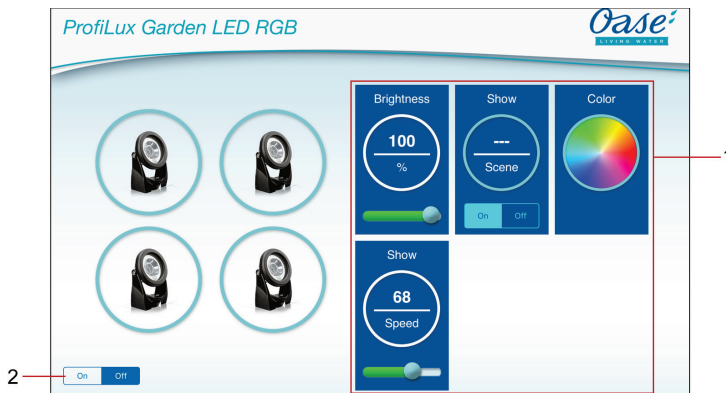 ProfiLux Garden LED RGB
Oase
LIVING WATER
Brightness
100
%
Show
---
Scene
On Off
Color
Show
68
Speed
On Off
1
2